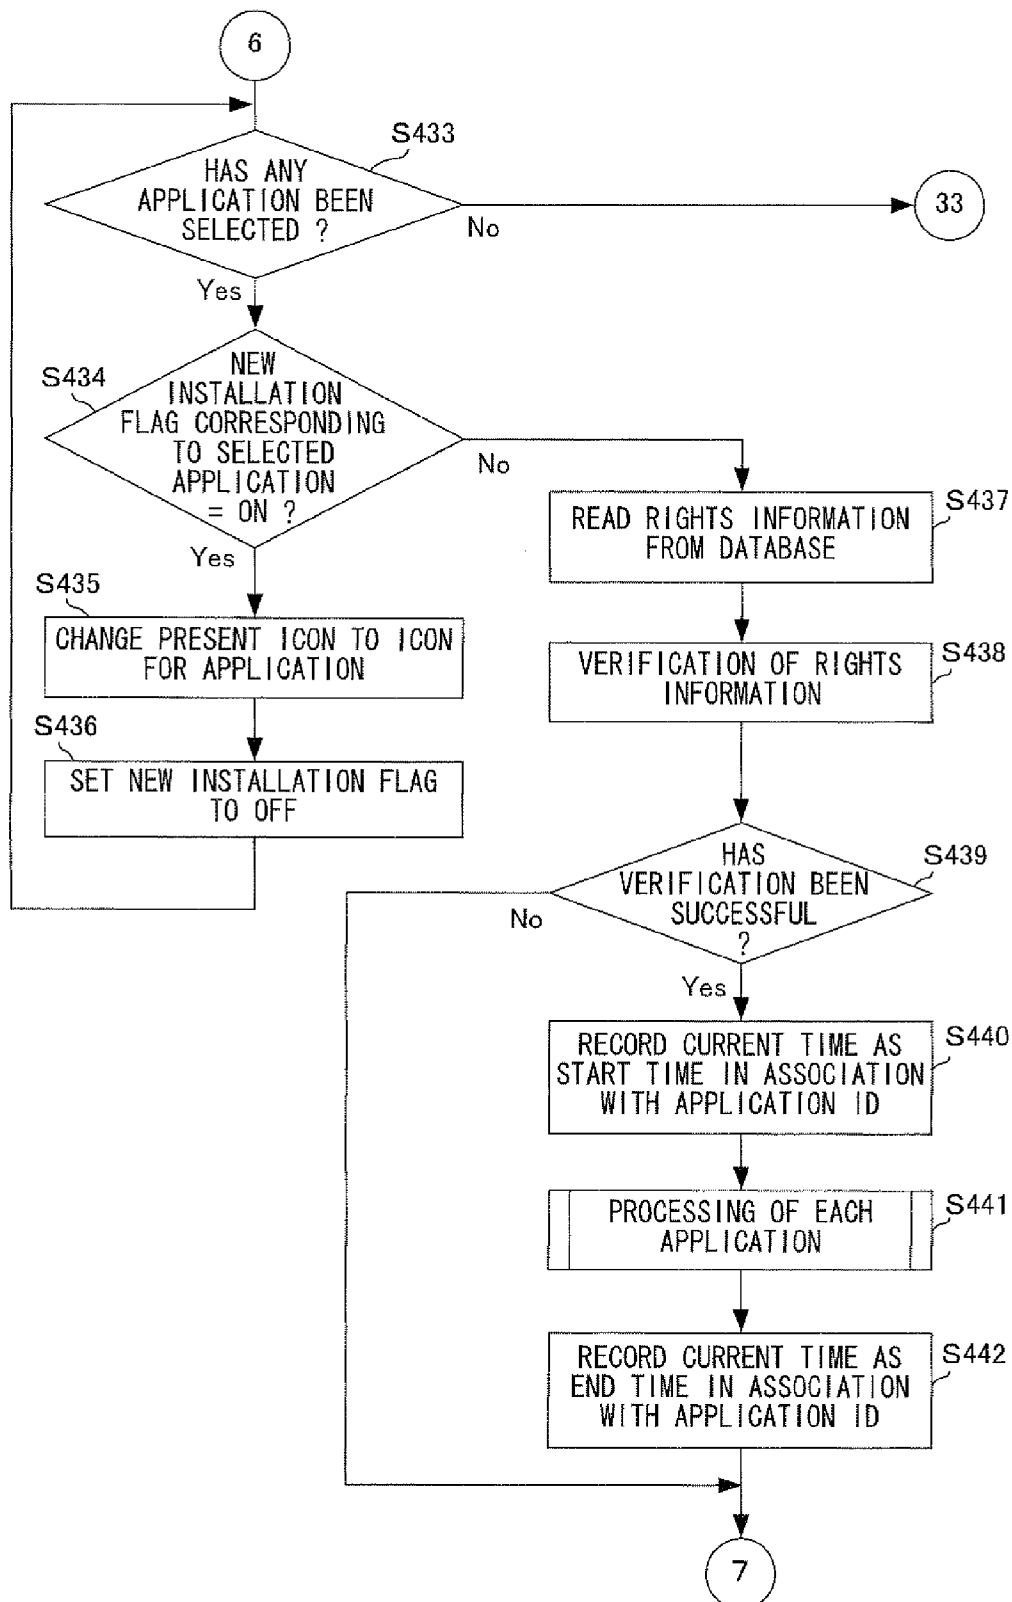 6
S433
HAS ANY
APPLICATION BEEN
SELECTED ?
No
33
Yes
S434
NEW
INSTALLATION
FLAG CORRESPONDING
TO SELECTED
APPLICATION
= ON ?
No
Yes
S435
CHANGE PRESENT ICON TO ICON
FOR APPLICATION
S436
SET NEW INSTALLATION FLAG
TO OFF
S437
READ RIGHTS INFORMATION
FROM DATABASE
S438
VERIFICATION OF RIGHTS
INFORMATION
S439
HAS
VERIFICATION BEEN
SUCCESSFUL
?
No
Yes
S440
RECORD CURRENT TIME AS
START TIME IN ASSOCIATION
WITH APPLICATION ID
S441
PROCESSING OF EACH
APPLICATION
S442
RECORD CURRENT TIME AS
END TIME IN ASSOCIATION
WITH APPLICATION ID
7